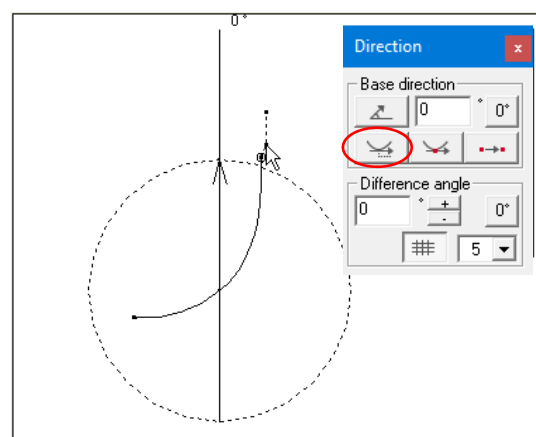 0°
Direction
x
Base direction
0 ° 0°
Difference angle
0 ° + - 0°
5